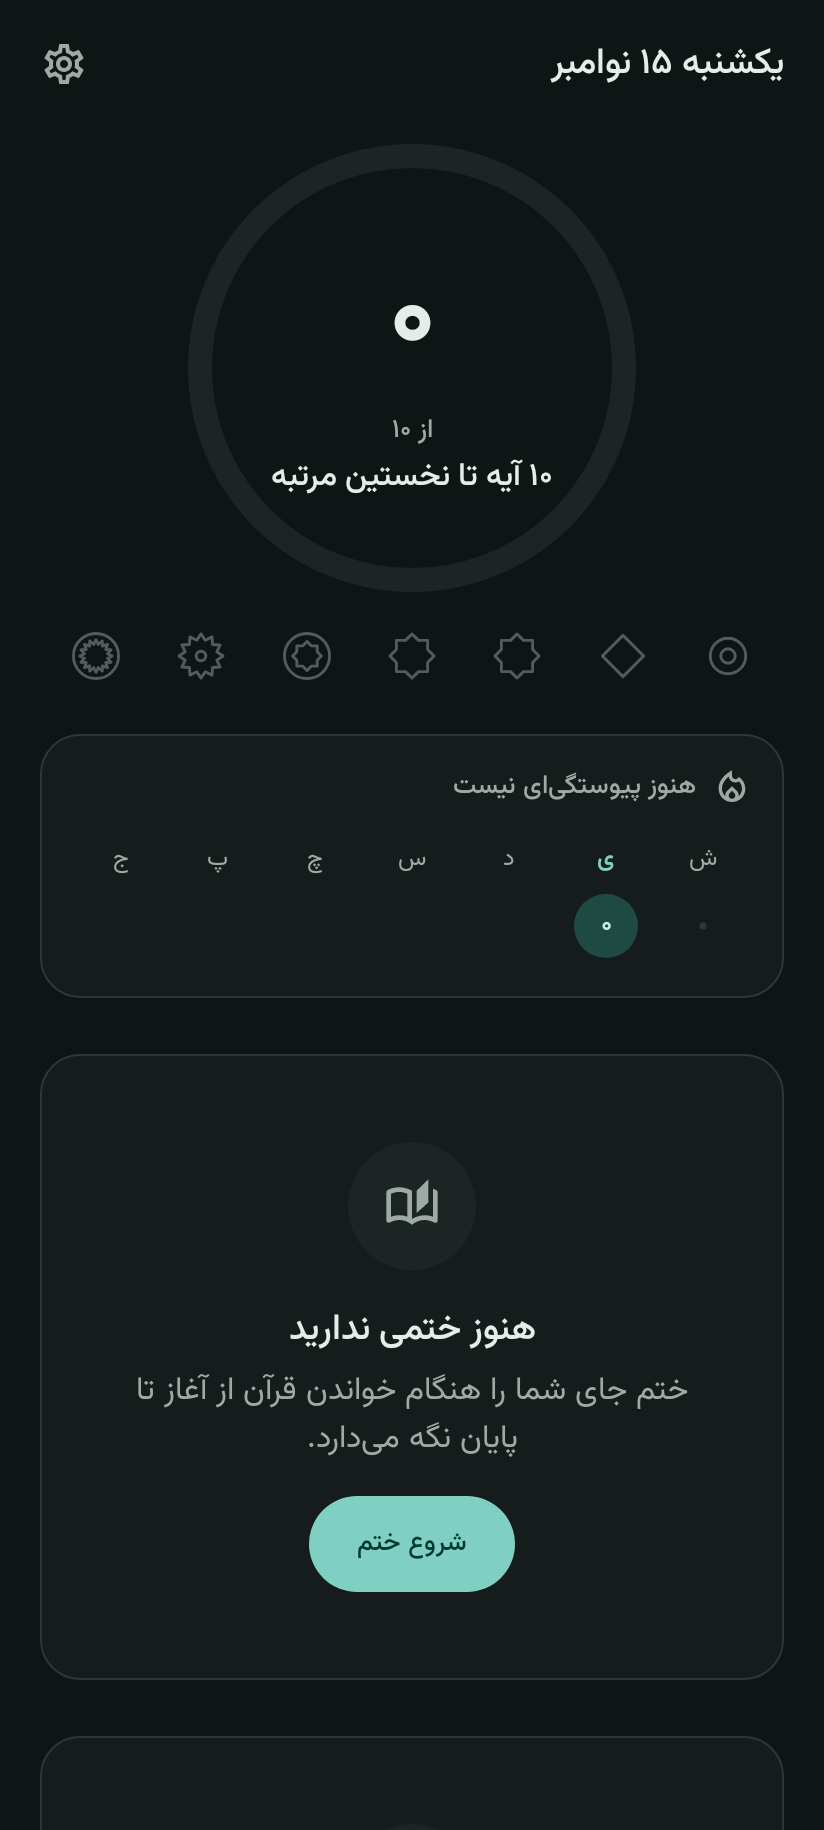 یکشنبه ۱۵ نوامبر
۰
از ۱۰
۱۰ آیه تا نخستین مرتبه
هنوز پیوستگی‌ای نیست
ش ی د س چ پ ج
۰
هنوز ختمی ندارید
ختم جای شما را هنگام خواندن قرآن از آغاز تا
پایان نگه می‌دارد.
شروع ختم